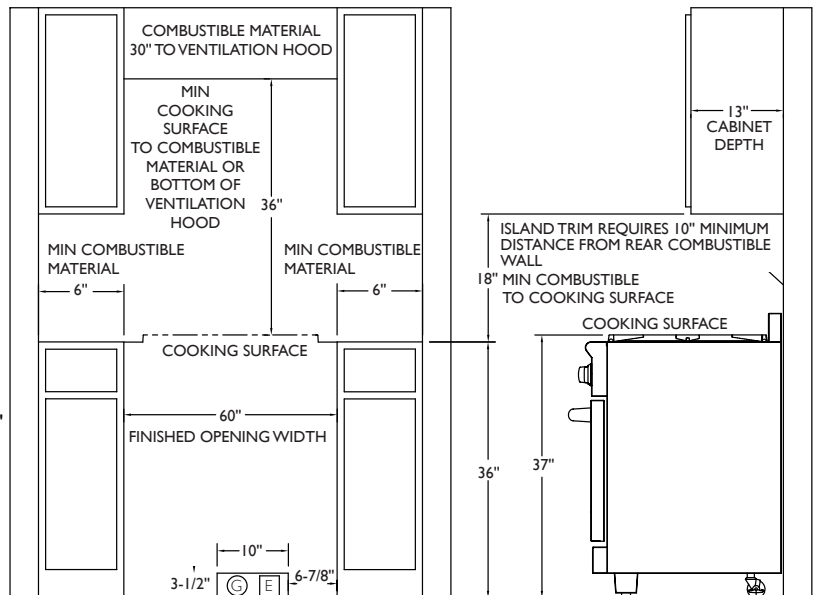 COMBUSTIBLE MATERIAL
30" TO VENTILATION HOOD
MIN
COOKING
SURFACE
TO COMBUSTIBLE
MATERIAL OR
BOTTOM OF
VENTILATION
HOOD
36"
MIN COMBUSTIBLE
MATERIAL
6"
MIN COMBUSTIBLE
MATERIAL
6"
COOKING SURFACE
60"
FINISHED OPENING WIDTH
10"
3-1/2"
G
E
6-7/8"
13"
CABINET
DEPTH
ISLAND TRIM REQUIRES 10" MINIMUM
DISTANCE FROM REAR COMBUSTIBLE
WALL
18"
MIN COMBUSTIBLE
TO COOKING SURFACE
COOKING SURFACE
36"
37"